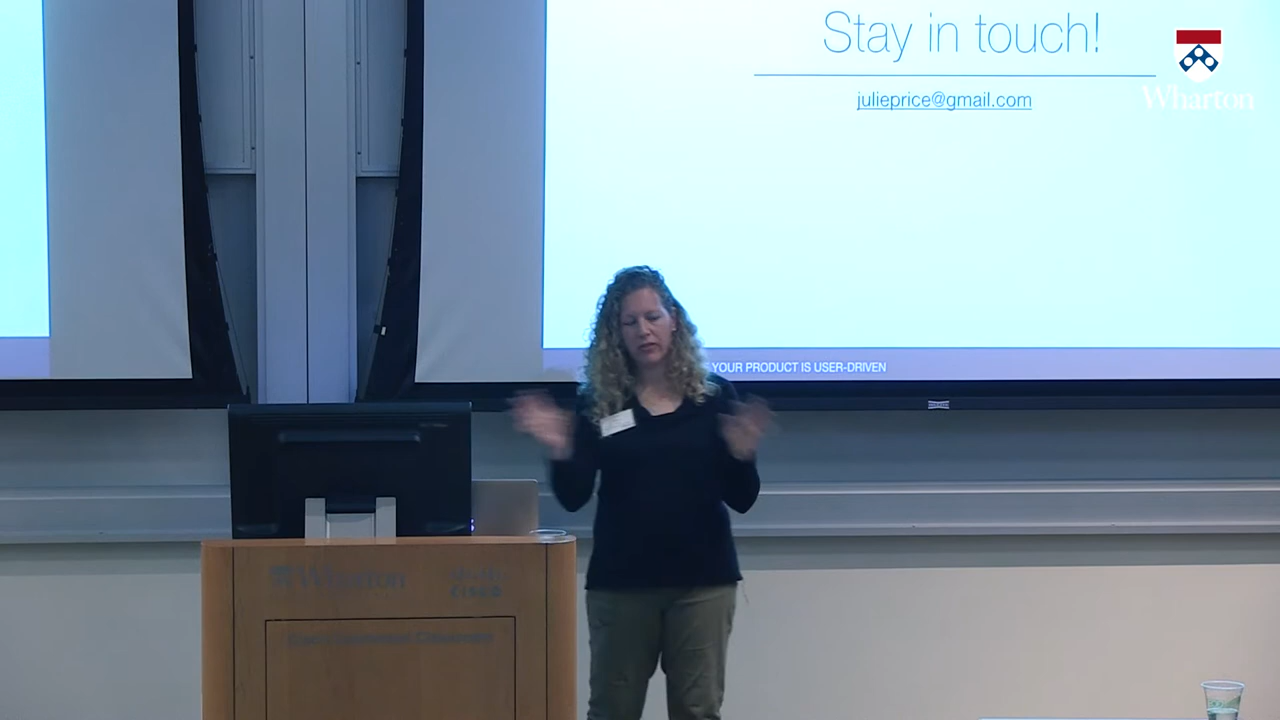 Stay in touch!
Wharton
julieprice@gmail.com
YOUR PRODUCT IS USER-DRIVEN
Wharton